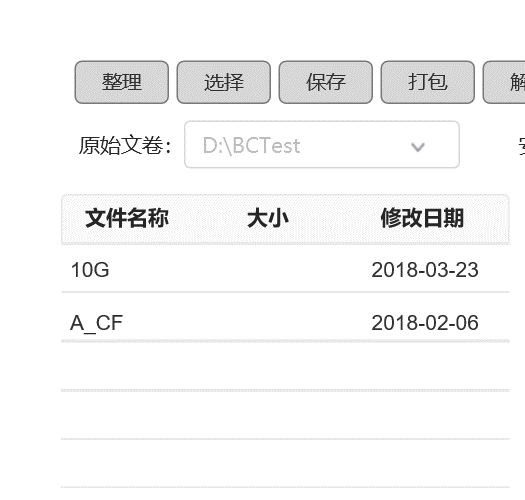 整理 选择 保存 打包
原始文卷： D:\BCTest
文件名称 大小 修改日期
10G 2018-03-23
A_CF 2018-02-06